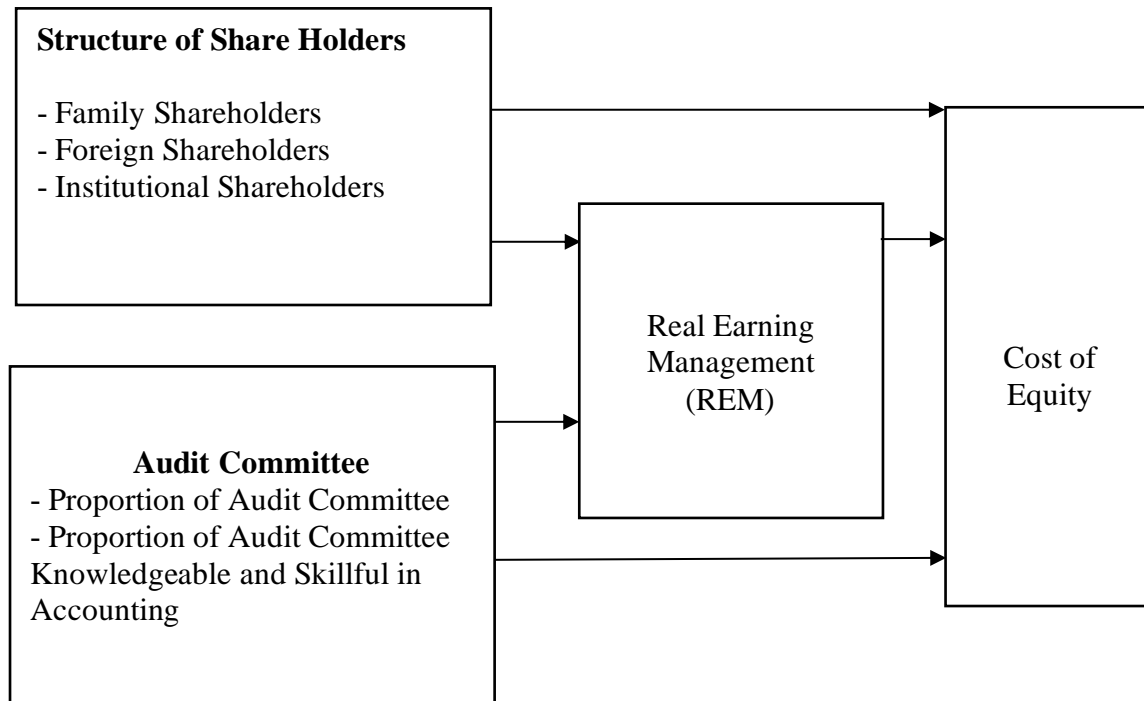 Structure of Share Holders
- Family Shareholders
- Foreign Shareholders
- Institutional Shareholders
Real Earning
Management
(REM)
Cost of
Equity
Audit Committee
- Proportion of Audit Committee
- Proportion of Audit Committee
Knowledgeable and Skillful in
Accounting